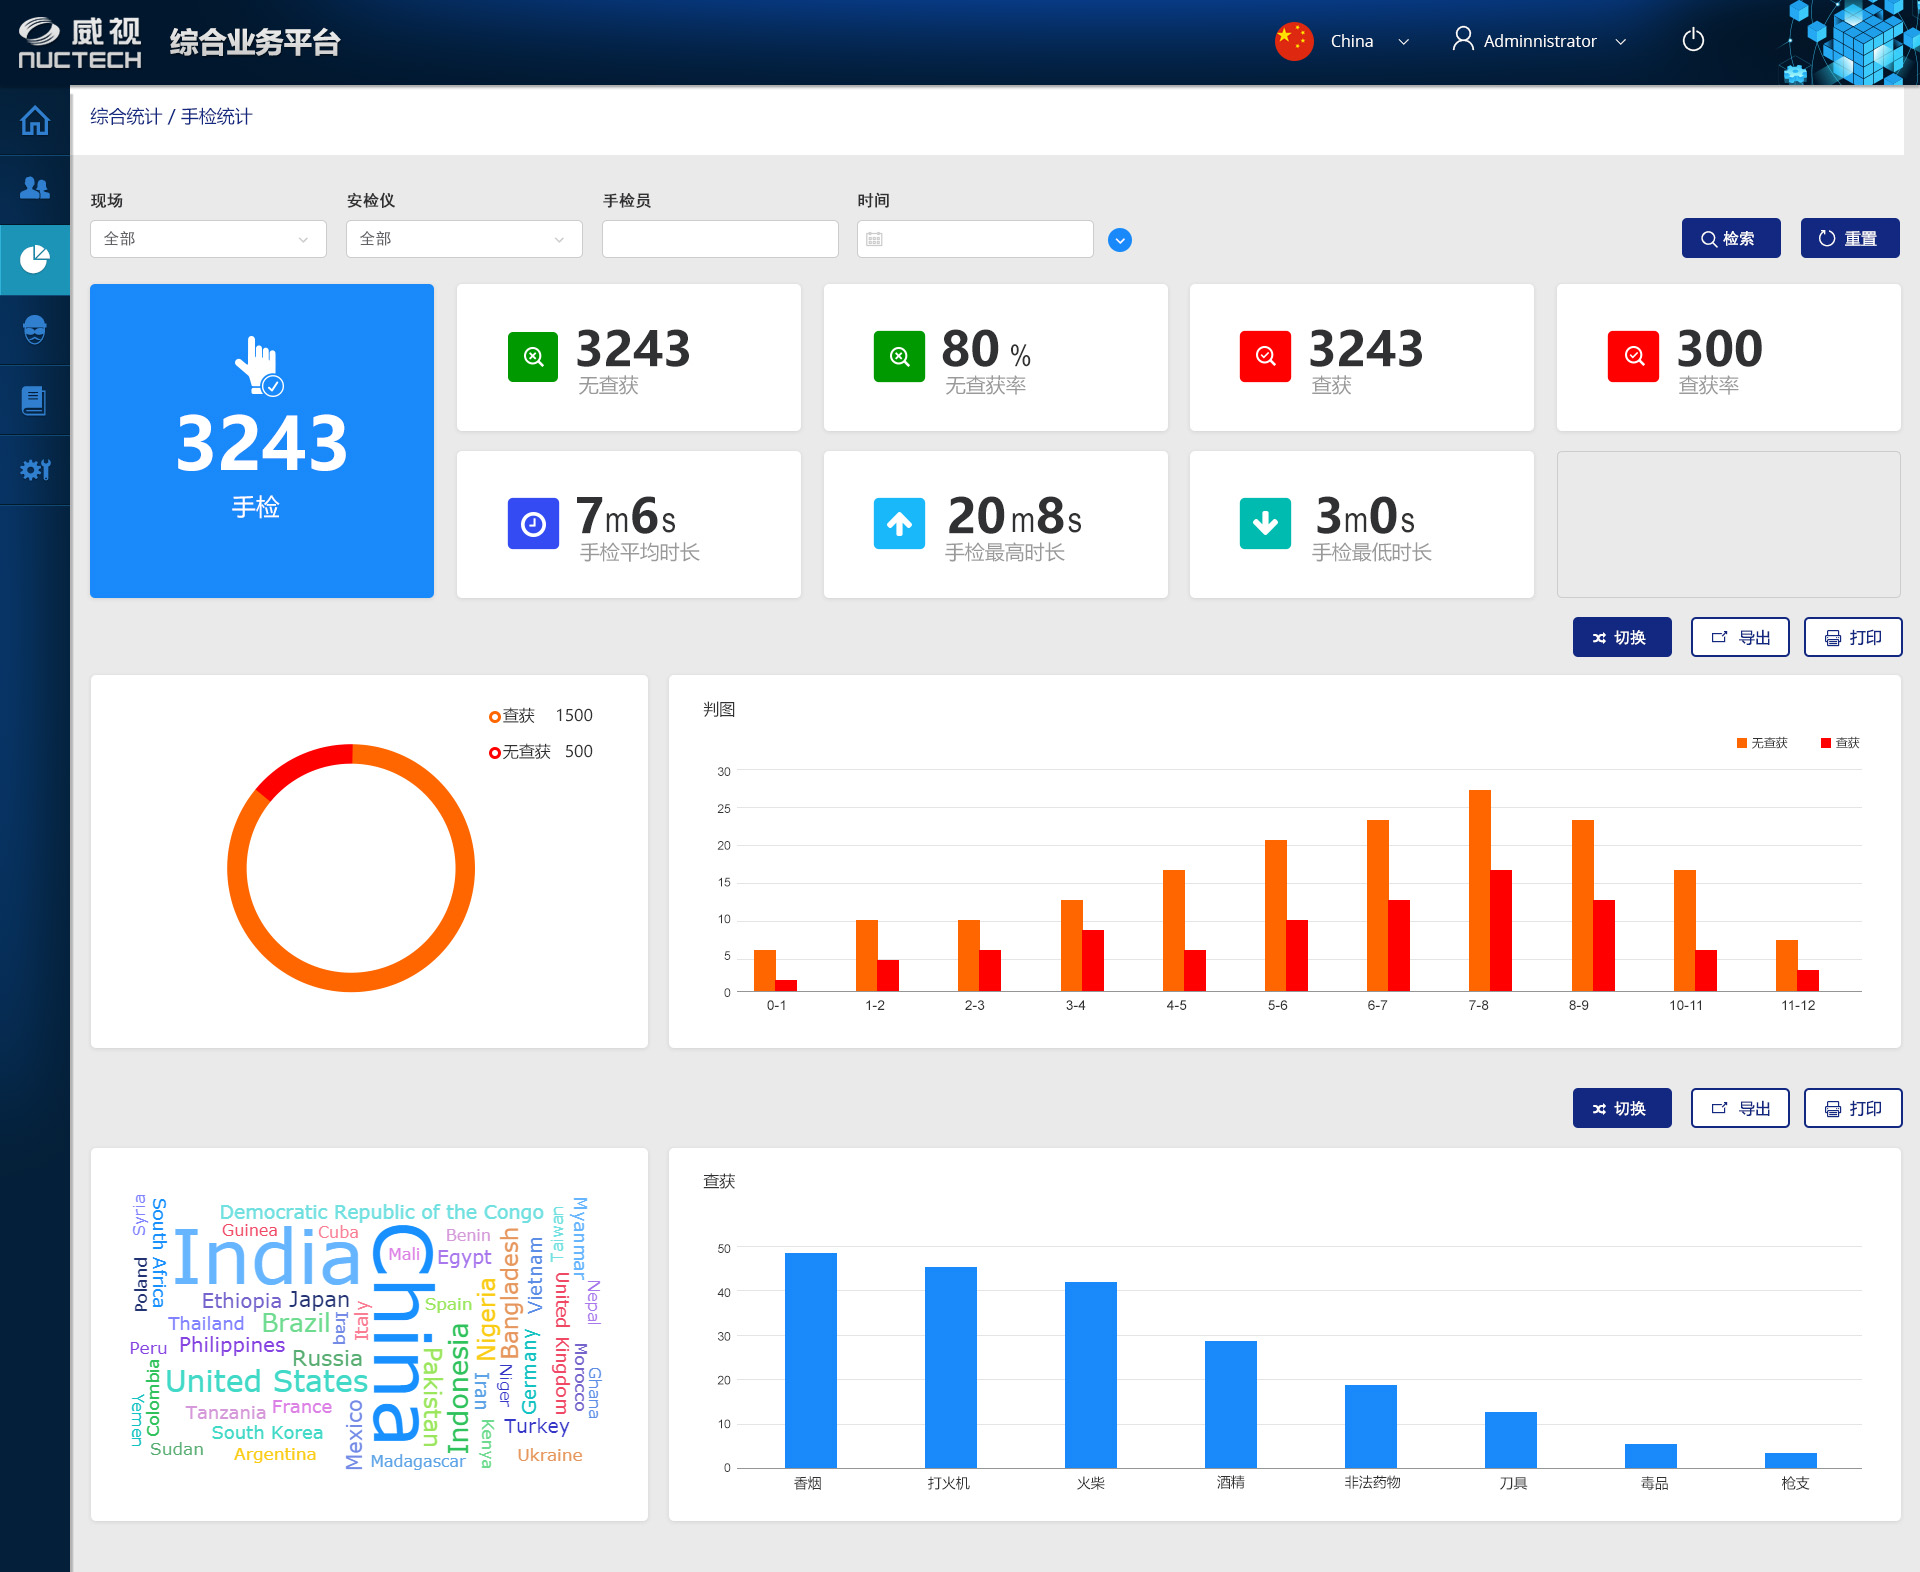 威视
NUCTECH
综合业务平台
China
Adminnistrator
综合统计 / 手检统计
现场
安检仪
手检员
时间
全部
全部
检索
重置
3243
手检
3243
无查获
80 %
无查获率
3243
查获
300
查获率
7m6s
手检平均时长
20m8s
手检最高时长
3m0s
手检最低时长
切换
导出
打印
查获 1500
无查获 500
判图
无查获
查获
30
25
20
15
10
5
0
0-1
1-2
2-3
3-4
4-5
5-6
6-7
7-8
8-9
10-11
11-12
切换
导出
打印
Syria
South Africa
Democratic Republic of the Congo
Guinea
Cuba
India
China
Mali
Benin
Egypt
Bangladesh
Vietnam
Taiwan
Myanmar
Poland
Ethiopia
Japan
Spain
Nigeria
United Kingdom
Nepal
Thailand
Brazil
Iraq
Italy
Peru
Philippines
Russia
Indonesia
Germany
Morocco
United States
Pakistan
Iran
Niger
Ghana
Colombia
Yemen
Tanzania
France
Mexico
South Korea
Kenya
Turkey
Sudan
Argentina
Madagascar
Ukraine
查获
50
40
30
20
10
0
香烟
打火机
火柴
酒精
非法药物
刀具
毒品
枪支